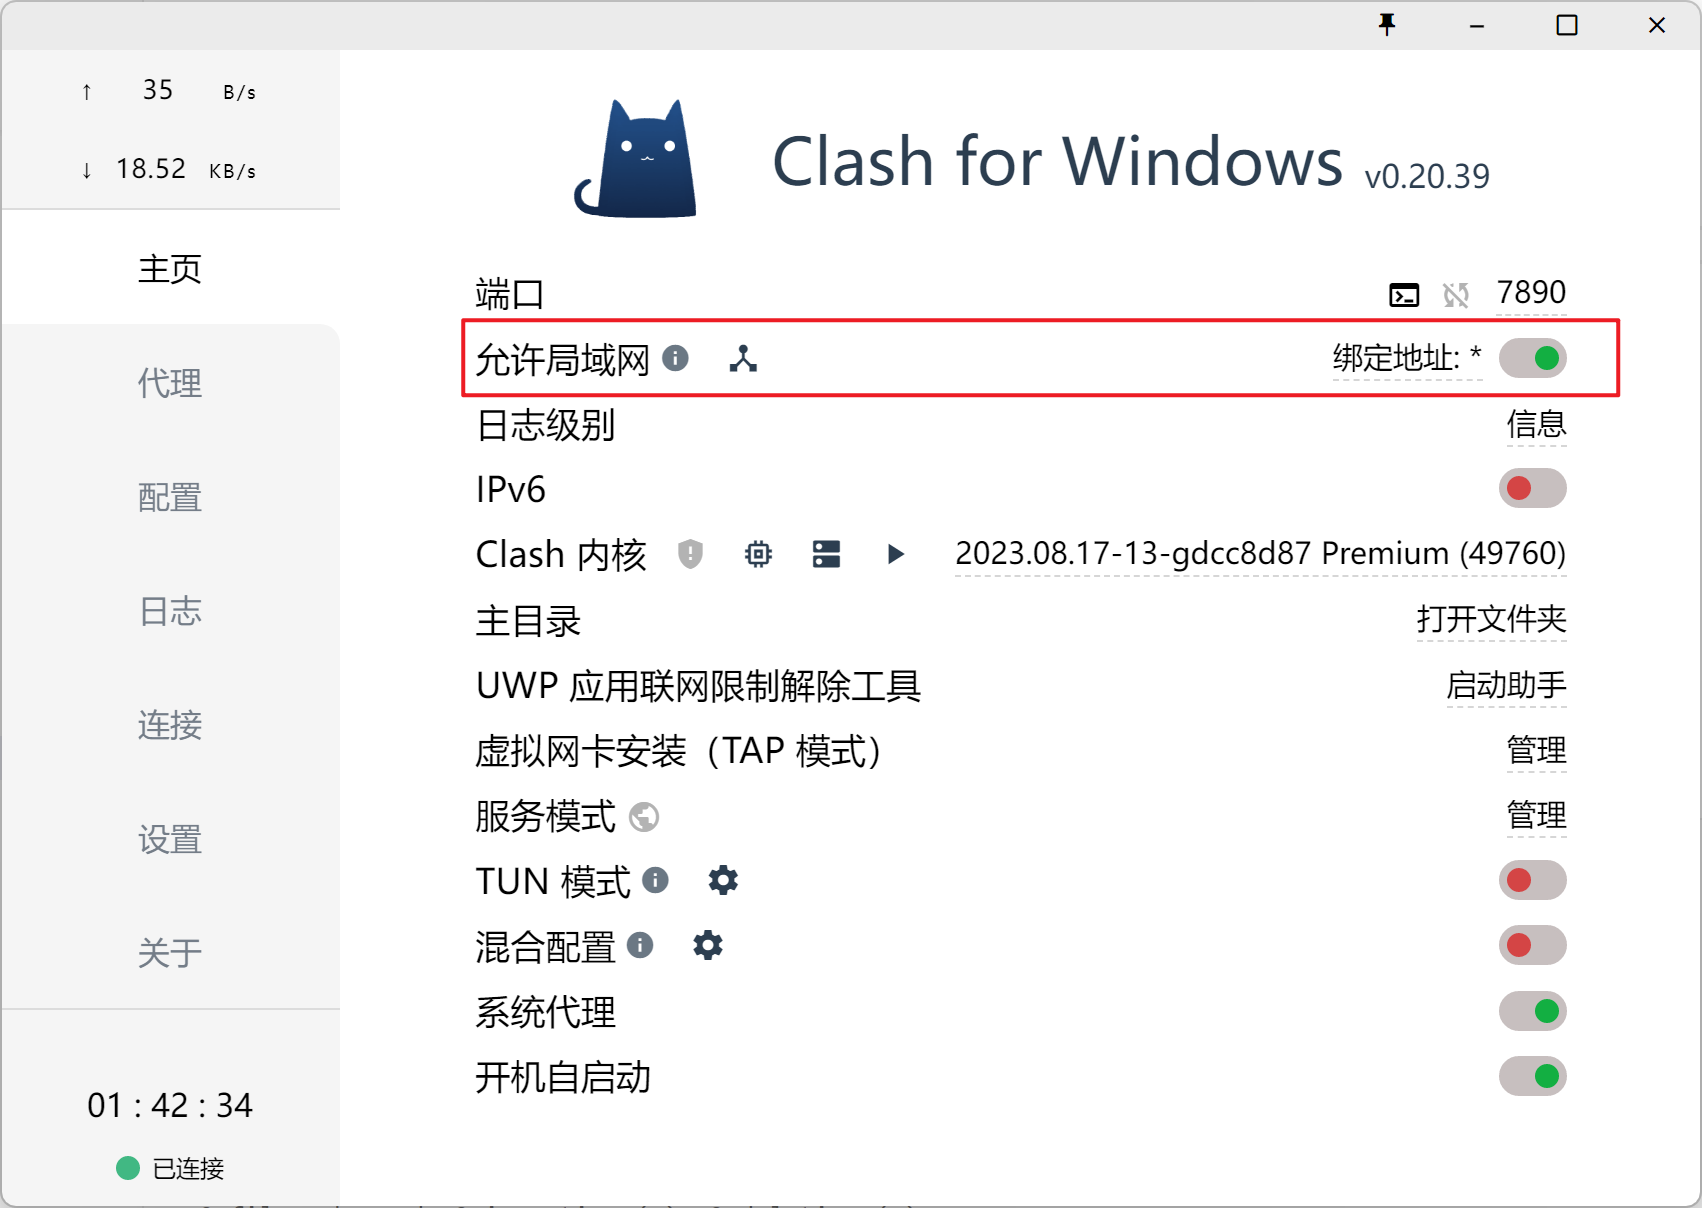 ↑ 35 B/s
↓ 18.52 KB/s
主页
代理
配置
日志
连接
设置
关于
01 : 42 : 34
已连接
Clash for Windows v0.20.39
端口 7890
允许局域网 绑定地址: *
日志级别 信息
IPv6
Clash 内核 2023.08.17-13-gdcc8d87 Premium (49760)
主目录 打开文件夹
UWP 应用联网限制解除工具 启动助手
虚拟网卡安装（TAP 模式） 管理
服务模式 管理
TUN 模式
混合配置
系统代理
开机自启动